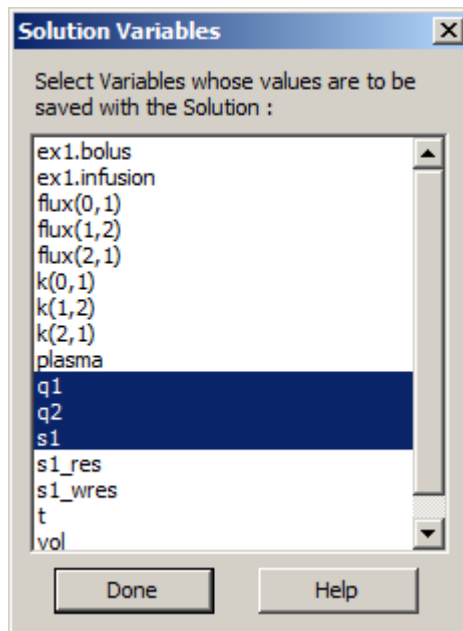 Solution Variables
Select Variables whose values are to be
saved with the Solution :
ex1.bolus
ex1.infusion
flux(0,1)
flux(1,2)
flux(2,1)
k(0,1)
k(1,2)
k(2,1)
plasma
q1
q2
s1
s1_res
s1_wres
t
vol
Done Help